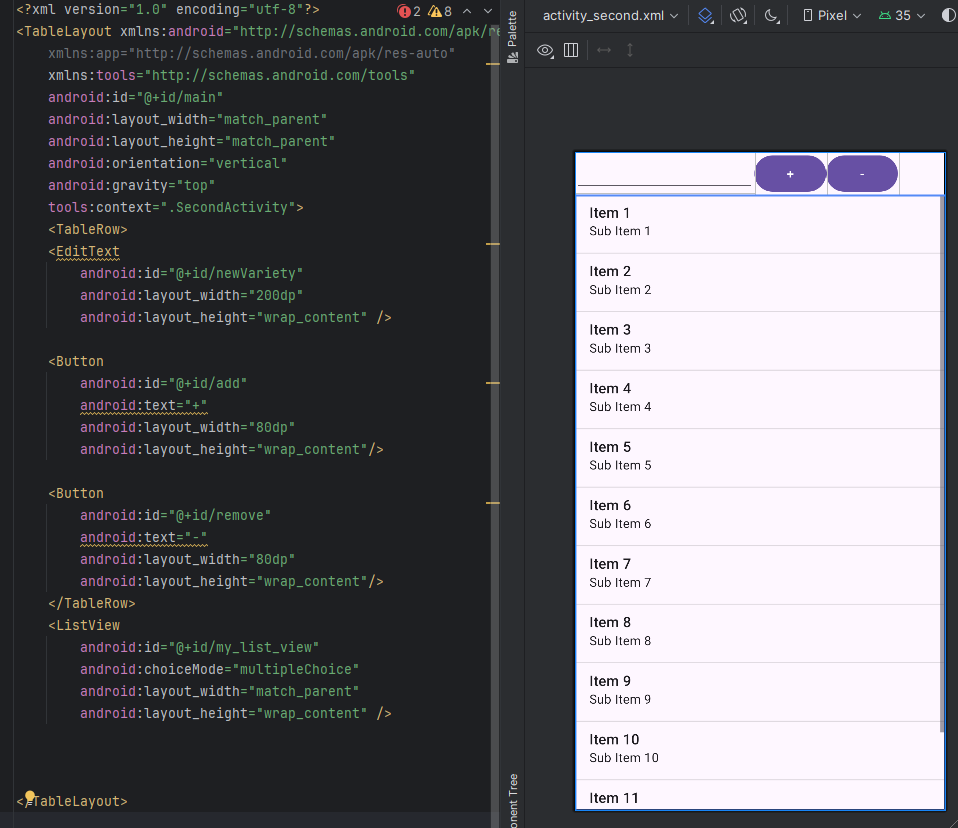 <?xml version="1.0" encoding="utf-8"?>
2 8
<TableLayout xmlns:android="http://schemas.android.com/apk/re
xmlns:app="http://schemas.android.com/apk/res-auto"
xmlns:tools="http://schemas.android.com/tools"
android:id="@+id/main"
android:layout_width="match_parent"
android:layout_height="match_parent"
android:orientation="vertical"
android:gravity="top"
tools:context=".SecondActivity">
<TableRow>
<EditText
android:id="@+id/newVariety"
android:layout_width="200dp"
android:layout_height="wrap_content" />
<Button
android:id="@+id/add"
android:text="+"
android:layout_width="80dp"
android:layout_height="wrap_content"/>
<Button
android:id="@+id/remove"
android:text="-"
android:layout_width="80dp"
android:layout_height="wrap_content"/>
</TableRow>
<ListView
android:id="@+id/my_list_view"
android:choiceMode="multipleChoice"
android:layout_width="match_parent"
android:layout_height="wrap_content" />
</TableLayout>
Palette
onent Tree
activity_second.xml
Pixel
35
+
-
Item 1
Sub Item 1
Item 2
Sub Item 2
Item 3
Sub Item 3
Item 4
Sub Item 4
Item 5
Sub Item 5
Item 6
Sub Item 6
Item 7
Sub Item 7
Item 8
Sub Item 8
Item 9
Sub Item 9
Item 10
Sub Item 10
Item 11